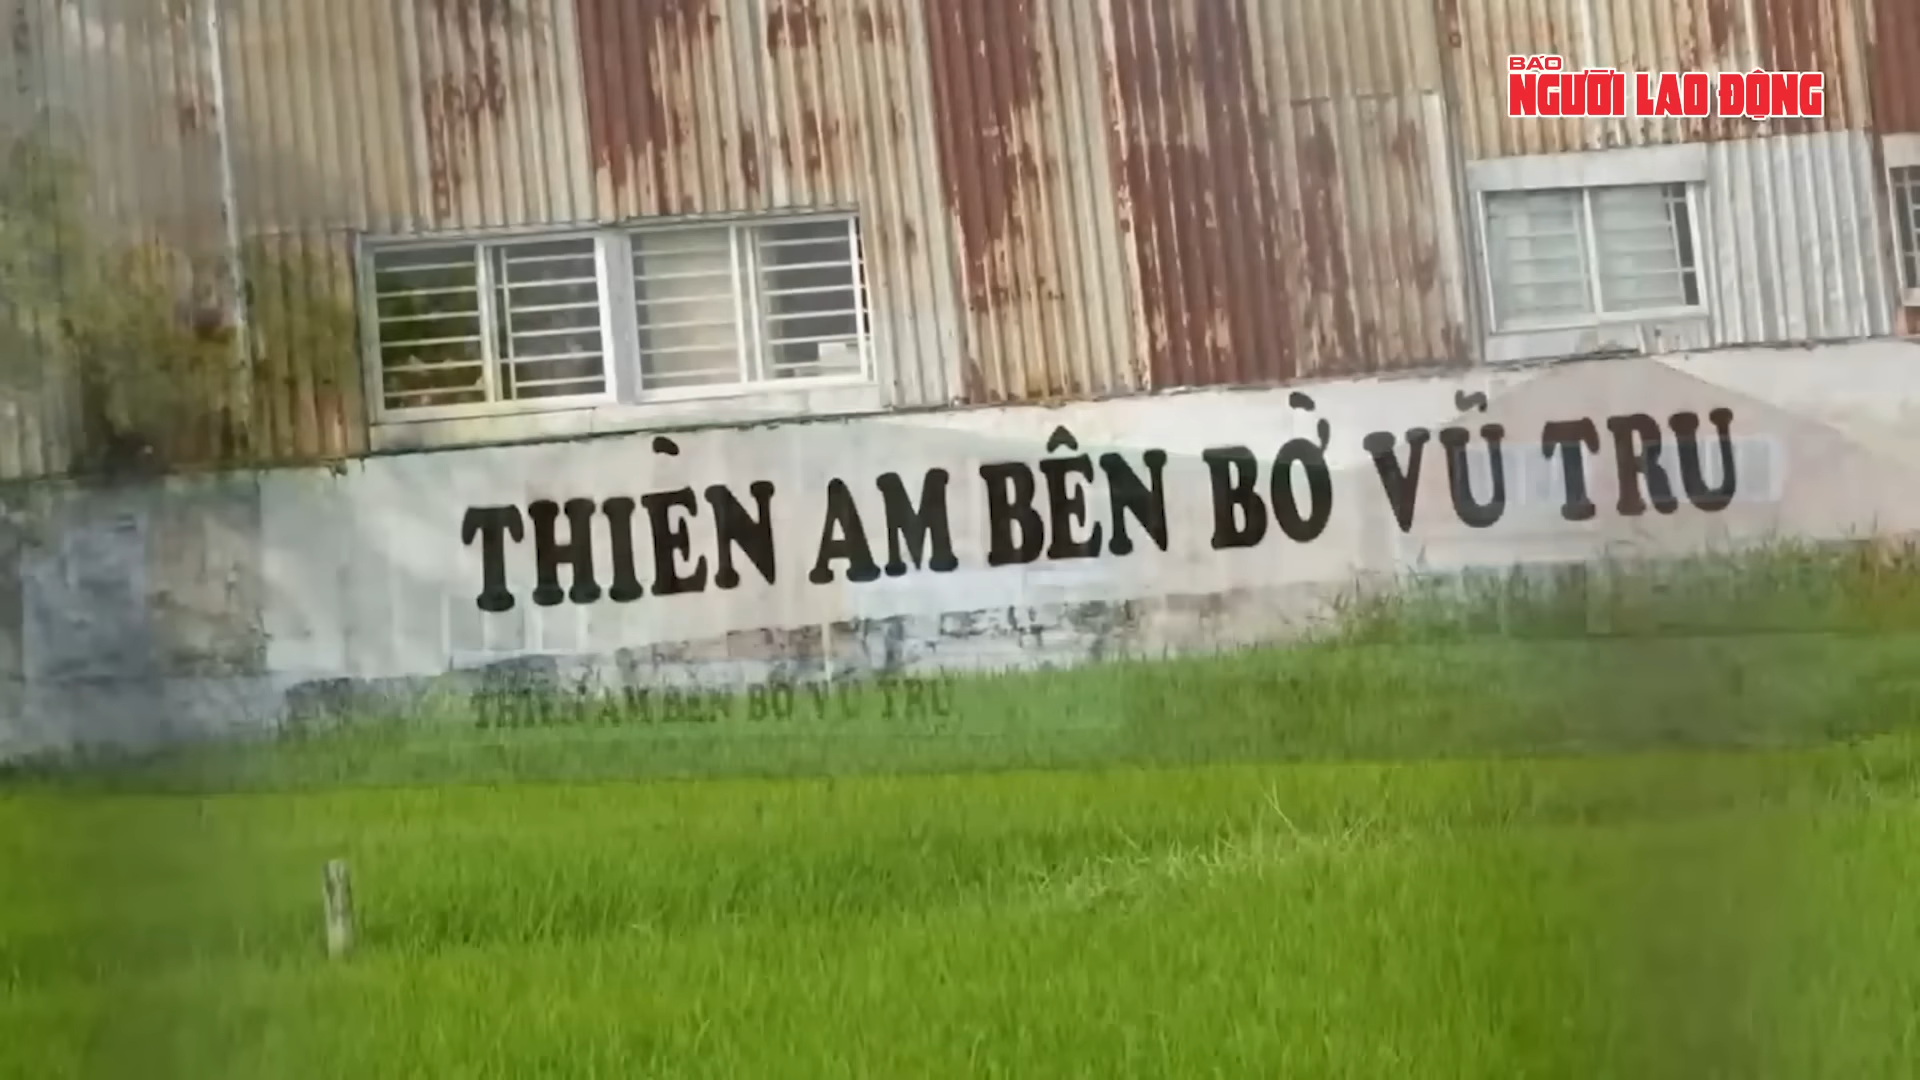 BÁO
NGƯỜI LAO ĐỘNG
THIỀN AM BÊN BỜ VŨ TRỤ
THIỀN AM BÊN BỜ VŨ TRỤ